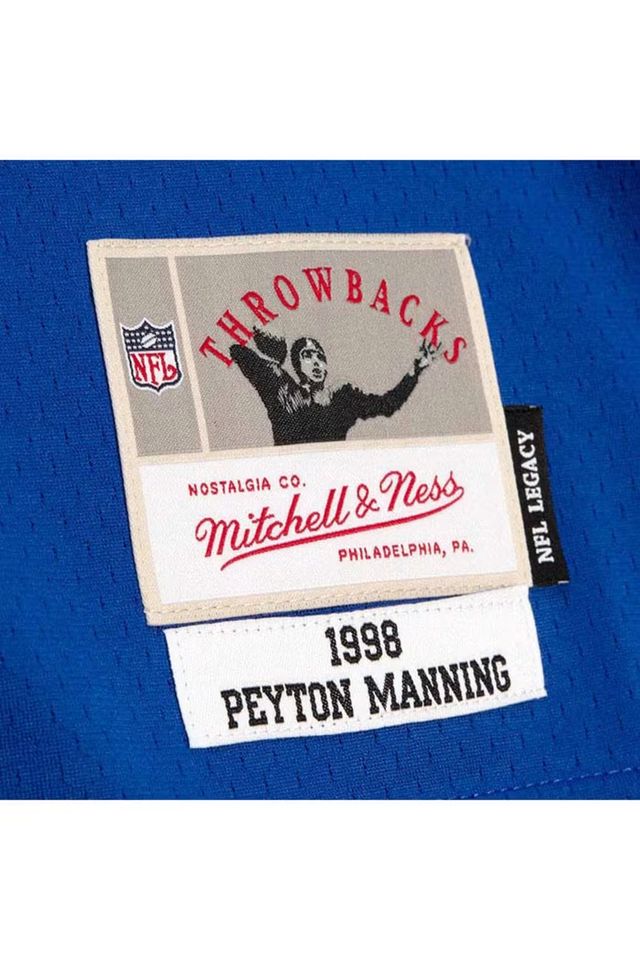 THROWBACKS
NFL
NOSTALGIA CO.
Mitchell & Ness
PHILADELPHIA, PA.
NFL LEGACY
1998
PEYTON MANNING